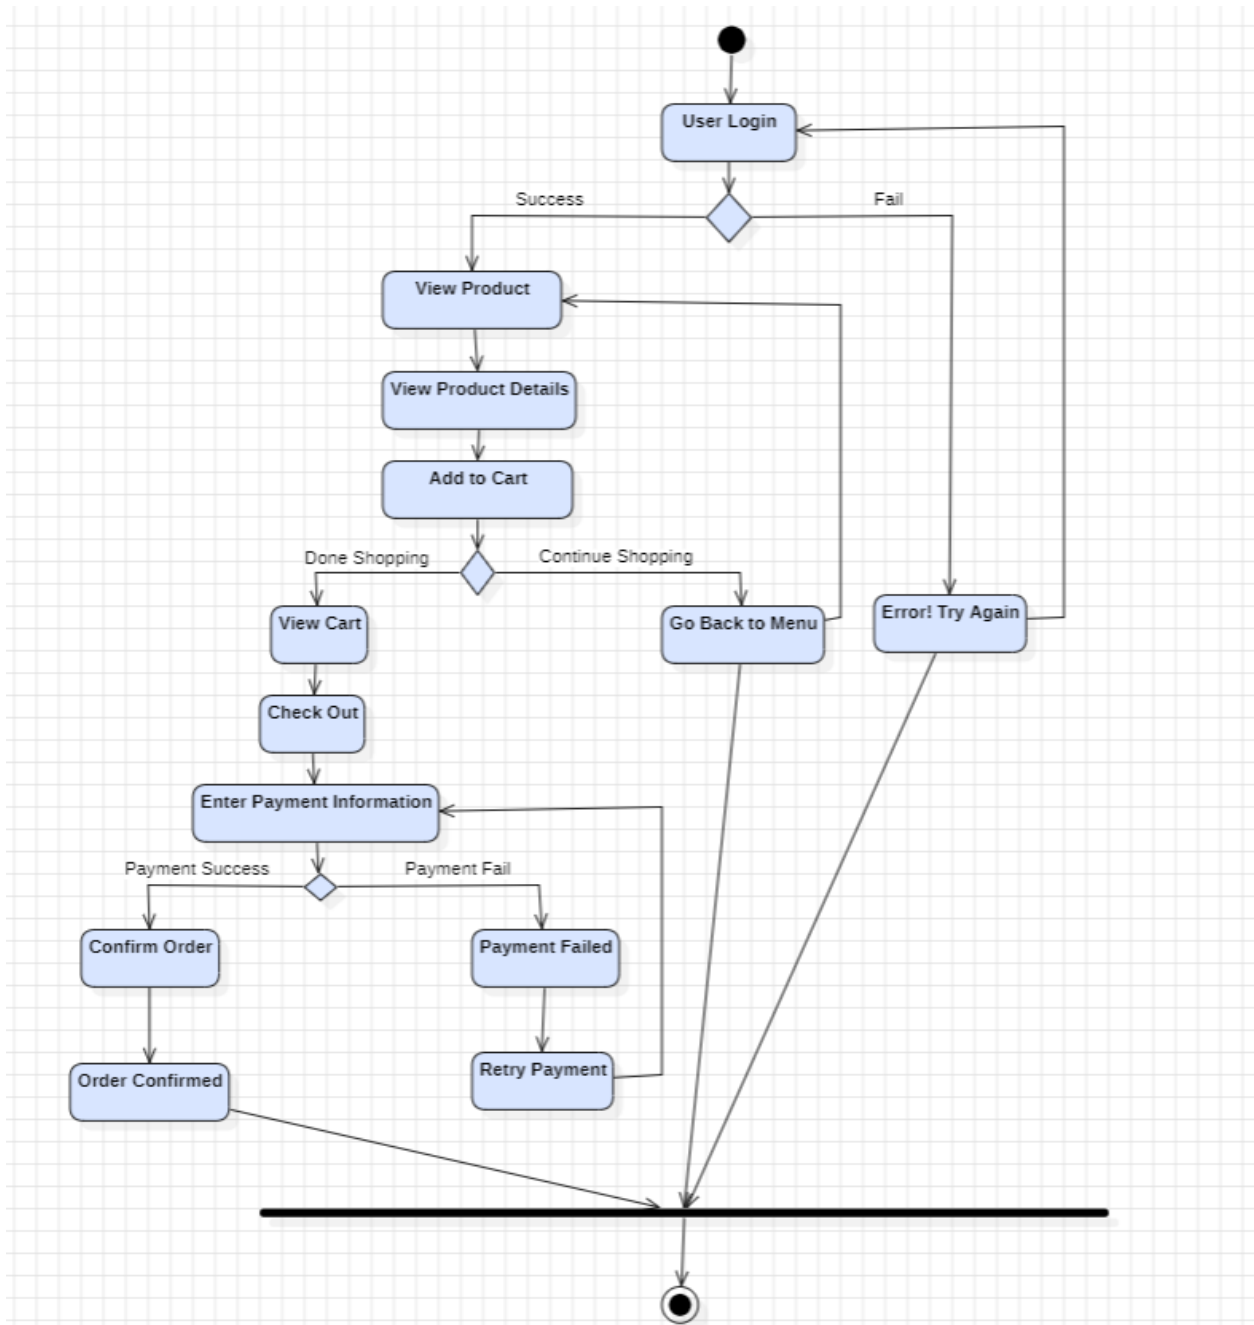 User Login
Success
Fail
View Product
View Product Details
Add to Cart
Done Shopping
Continue Shopping
View Cart
Go Back to Menu
Error! Try Again
Check Out
Enter Payment Information
Payment Success
Payment Fail
Confirm Order
Payment Failed
Retry Payment
Order Confirmed